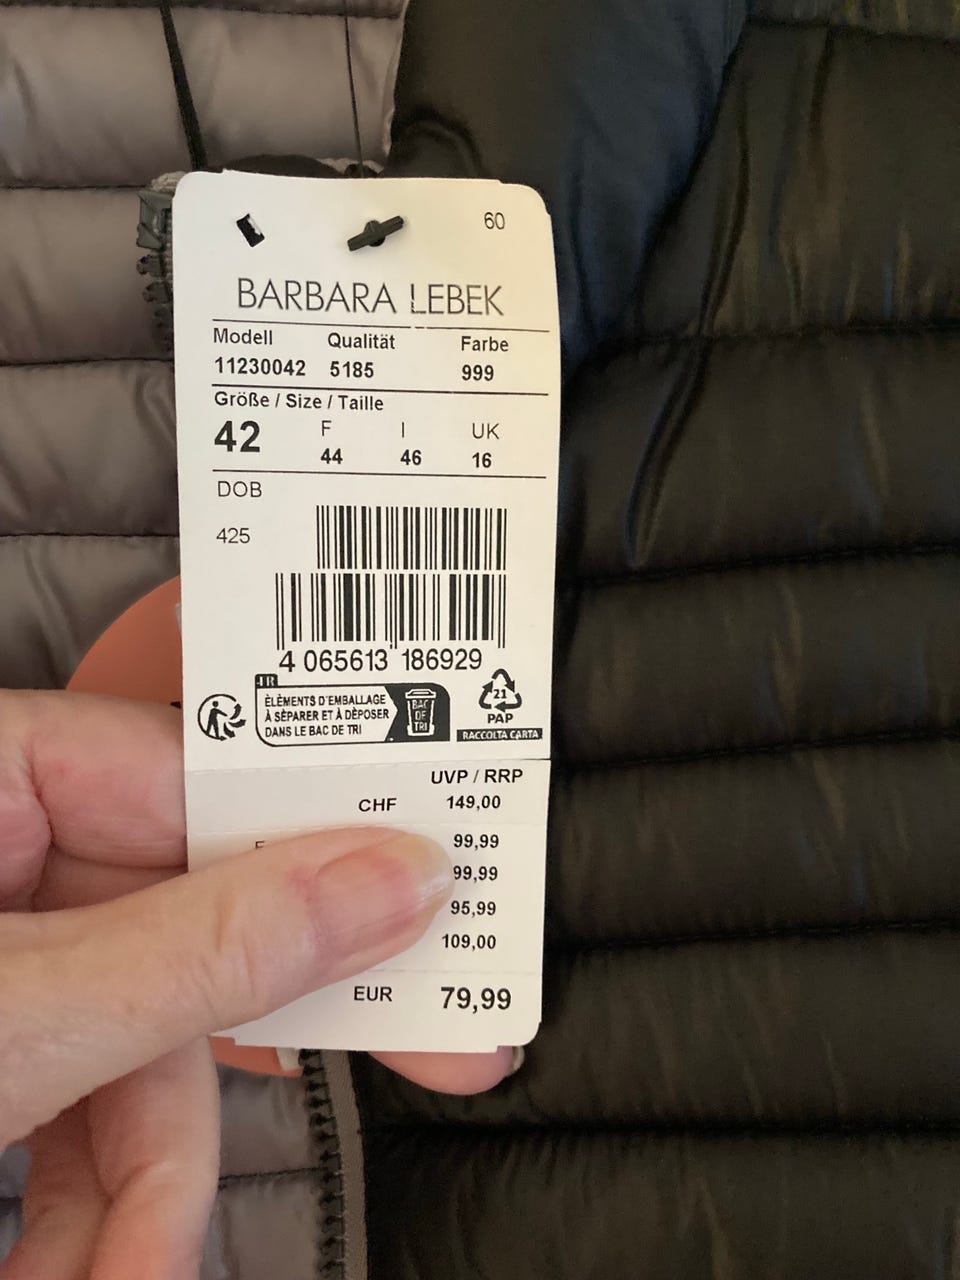 60
BARBARA LEBEK
Modell Qualität Farbe
11230042 5185 999
Größe / Size / Taille
42 F I UK
44 46 16
DOB
425
4 065613 186929
FR
ÉLÉMENTS D'EMBALLAGE
À SÉPARER ET À DÉPOSER
DANS LE BAC DE TRI
BAC
DE
TRI
21
PAP
RACCOLTA CARTA
UVP / RRP
CHF 149,00
99,99
99,99
95,99
109,00
EUR 79,99